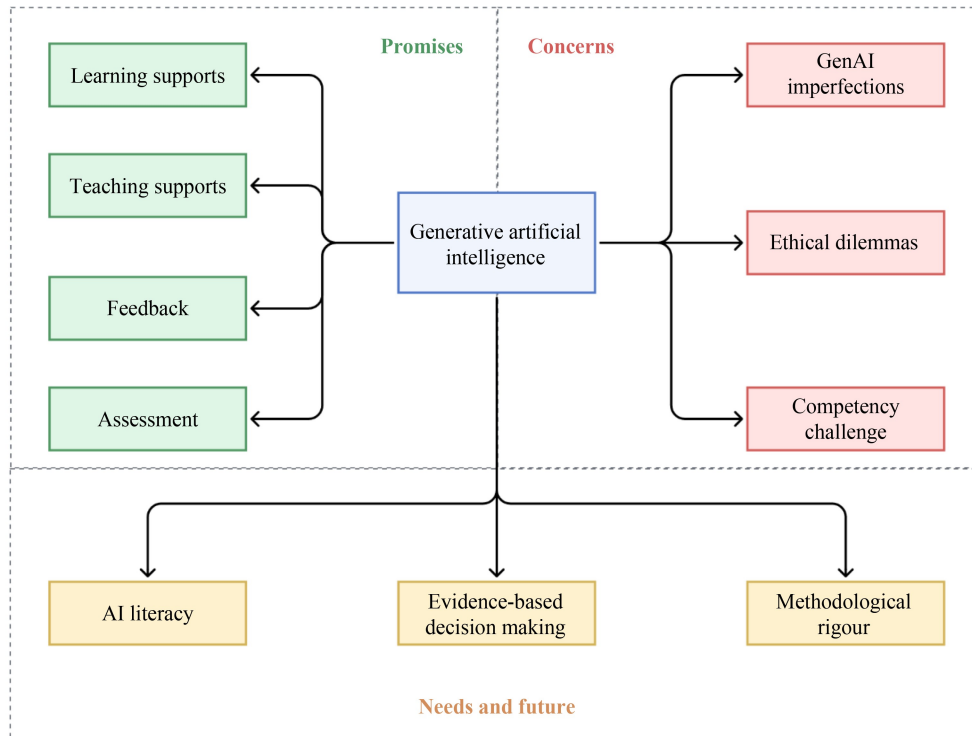 Promises
Concerns
Learning supports
Teaching supports
Feedback
Assessment
Generative artificial
intelligence
GenAI
imperfections
Ethical dilemmas
Competency
challenge
AI literacy
Evidence-based
decision making
Methodological
rigour
Needs and future